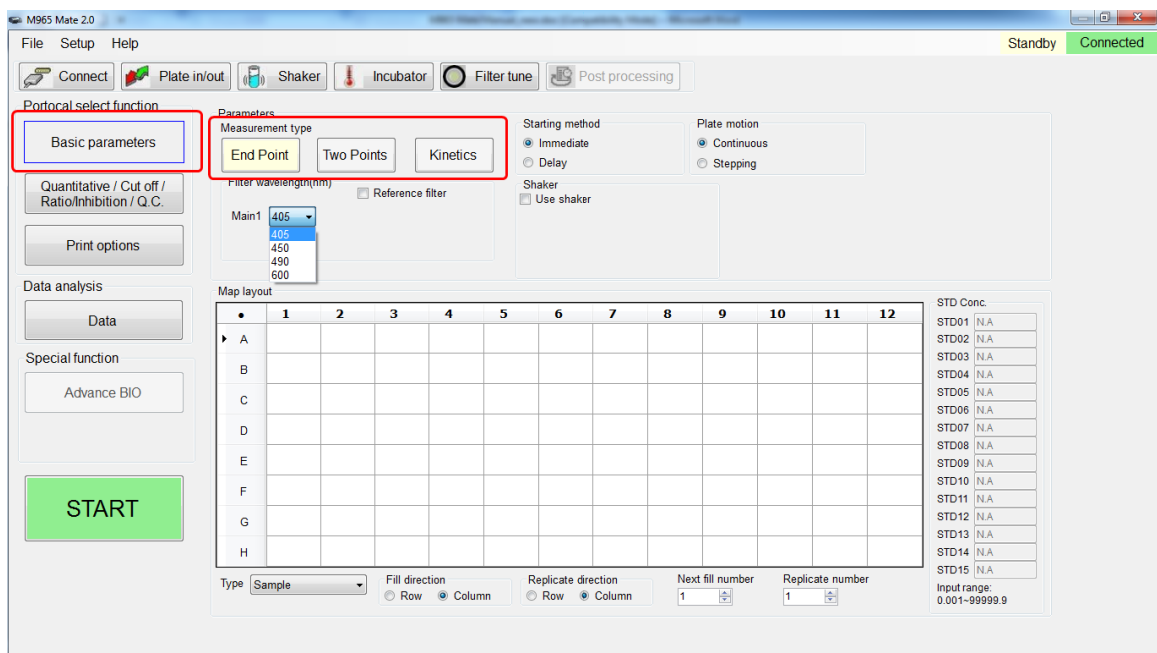 M965 Mate 2.0
File Setup Help
Standby Connected
Connect Plate in/out Shaker Incubator Filter tune Post processing
Portocal select function
Basic parameters
Quantitative / Cut off /
Ratio/Inhibition / Q.C.
Print options
Data analysis
Data
Special function
Advance BIO
START
Parameters
Measurement type
End Point Two Points Kinetics
Starting method
Immediate
Delay
Plate motion
Continuous
Stepping
Filter wavelength(nm)
Reference filter
Main1 405
405
450
490
600
Shaker
Use shaker
Map layout
1 2 3 4 5 6 7 8 9 10 11 12
A
B
C
D
E
F
G
H
STD Conc.
STD01 N.A
STD02 N.A
STD03 N.A
STD04 N.A
STD05 N.A
STD06 N.A
STD07 N.A
STD08 N.A
STD09 N.A
STD10 N.A
STD11 N.A
STD12 N.A
STD13 N.A
STD14 N.A
STD15 N.A
Input range:
0.001~99999.9
Type Sample
Fill direction
Row Column
Replicate direction
Row Column
Next fill number
1
Replicate number
1